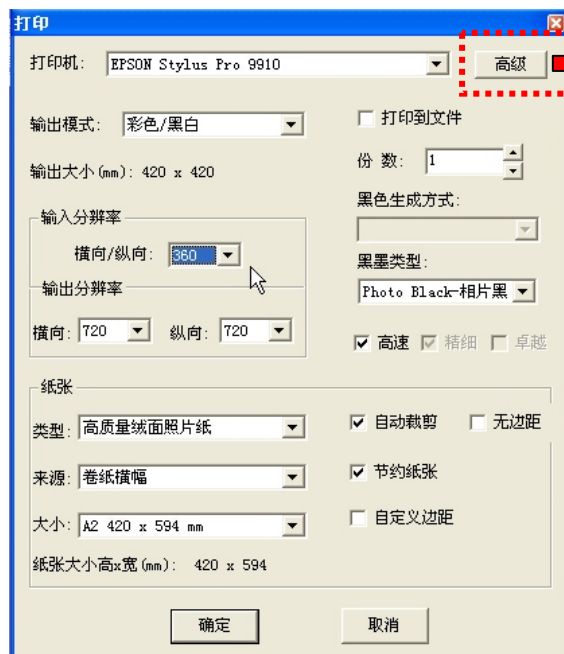 打印
打印机: EPSON Stylus Pro 9910 高级
输出模式: 彩色/黑白
打印到文件
输出大小(mm): 420 x 420
份 数: 1
黑色生成方式:
输入分辨率
横向/纵向: 360
黑墨类型:
Photo Black-相片黑
输出分辨率
横向: 720 纵向: 720
高速 精细 卓越
纸张
类型: 高质量绒面照片纸
自动裁剪 无边距
来源: 卷纸横幅
节约纸张
大小: A2 420 x 594 mm
自定义边距
纸张大小高x宽(mm): 420 x 594
确定 取消